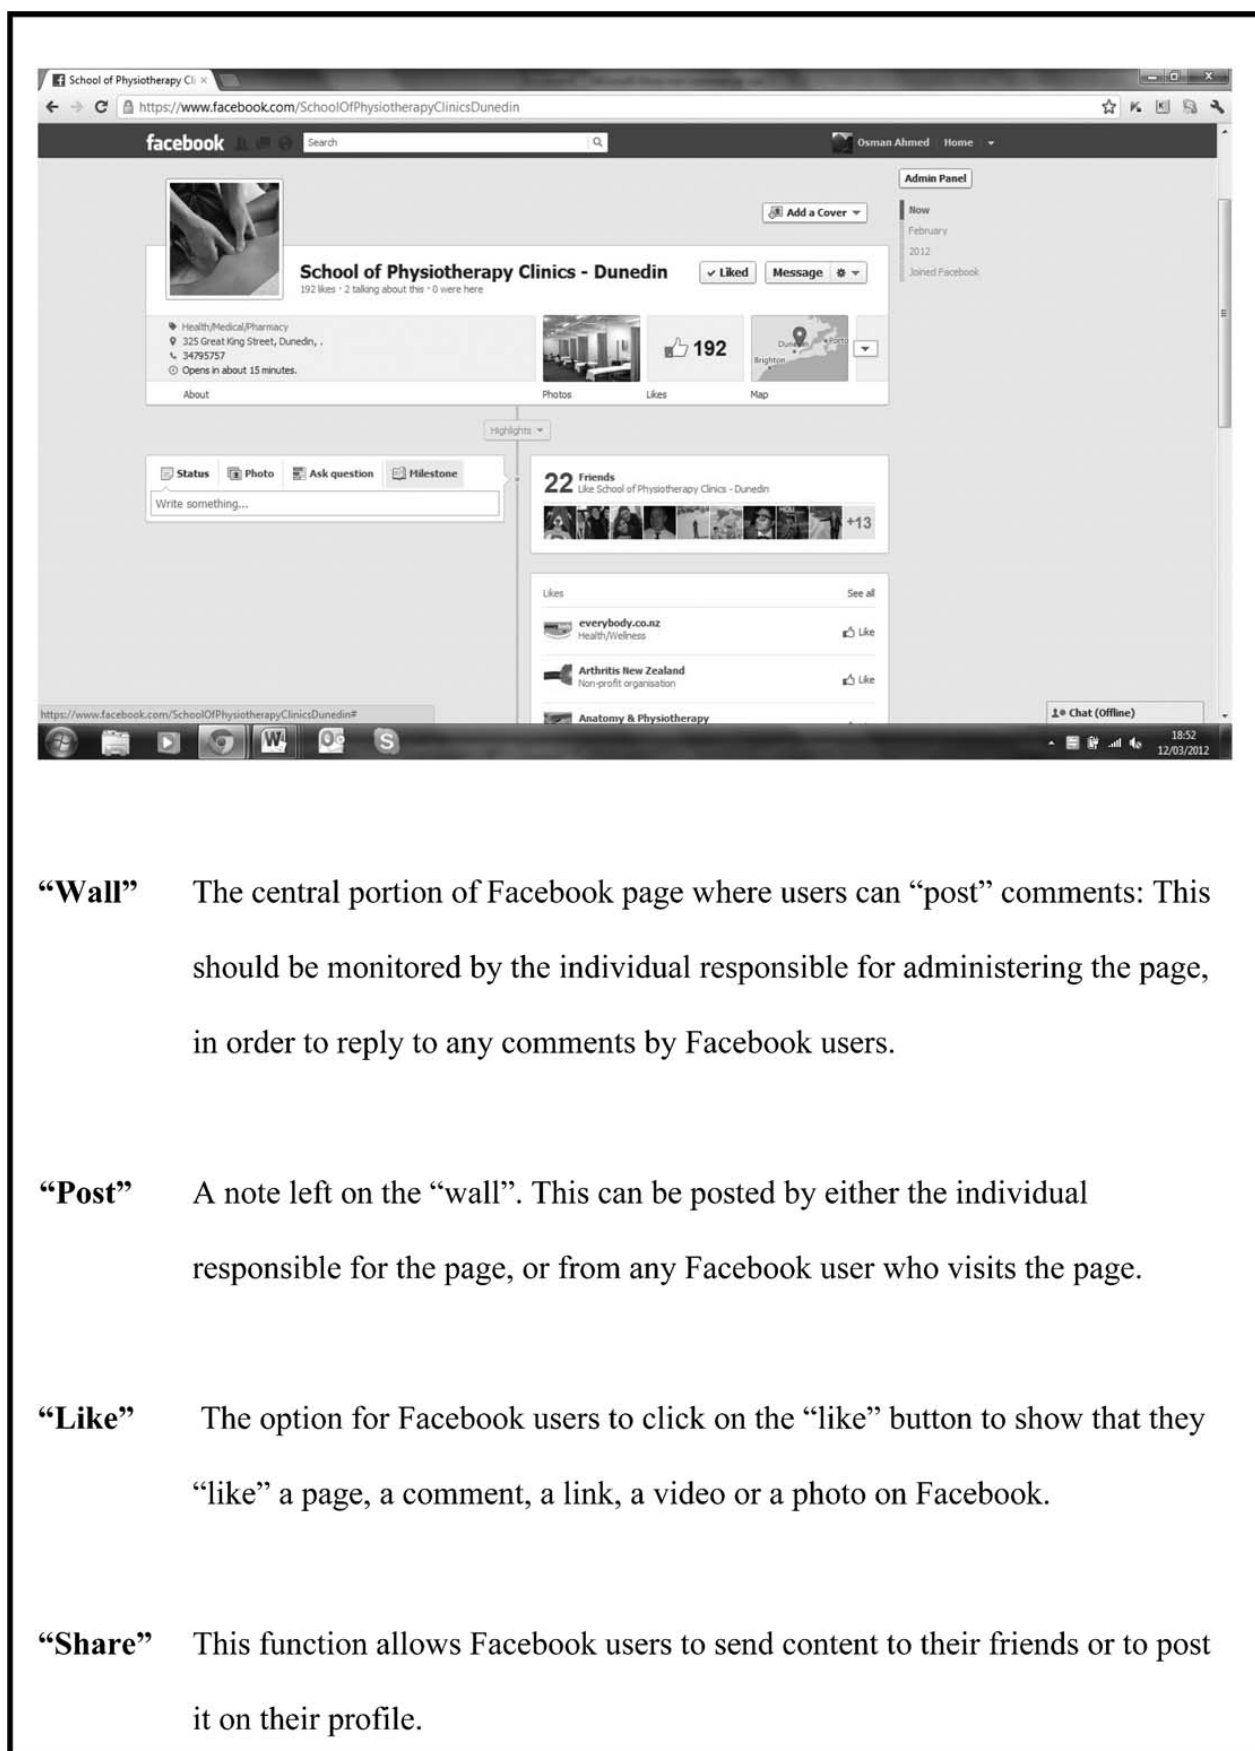 School of Physiotherapy Cli ×
https://www.facebook.com/SchoolOfPhysiotherapyClinicsDunedin
facebook Search Osman Ahmed Home
Admin Panel
Add a Cover
Now
February
2012
Joined Facebook
School of Physiotherapy Clinics - Dunedin
✓ Liked Message
192 likes · 2 talking about this · 0 were here
Health/Medical/Pharmacy
325 Great King Street, Dunedin, .
34795757
Opens in about 15 minutes.
192
Dunedin Porto
Brighton
About Photos Likes Map
Highlights
Status Photo Ask question Milestone
Write something...
22 Friends
Like School of Physiotherapy Clinics - Dunedin
+13
Likes See all
everybody.co.nz
Health/Wellness
Like
Arthritis New Zealand
Non-profit organisation
Like
Anatomy & Physiotherapy
https://www.facebook.com/SchoolOfPhysiotherapyClinicsDunedin#
Chat (Offline)
18:52
12/03/2012
“Wall” The central portion of Facebook page where users can “post” comments: This
should be monitored by the individual responsible for administering the page,
in order to reply to any comments by Facebook users.
“Post” A note left on the “wall”. This can be posted by either the individual
responsible for the page, or from any Facebook user who visits the page.
“Like” The option for Facebook users to click on the “like” button to show that they
“like” a page, a comment, a link, a video or a photo on Facebook.
“Share” This function allows Facebook users to send content to their friends or to post
it on their profile.